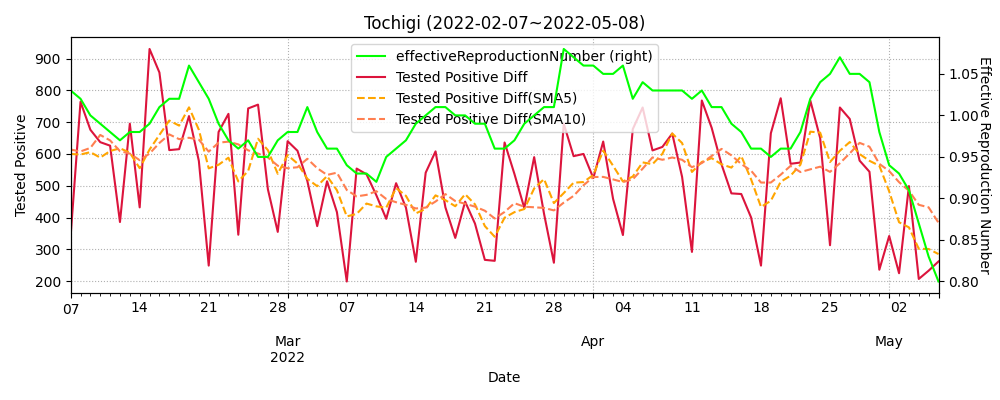 Tochigi (2022-02-07~2022-05-08)
effectiveReproductionNumber (right)
Tested Positive Diff
Tested Positive Diff(SMA5)
Tested Positive Diff(SMA10)
Tested Positive
900
800
700
600
500
400
300
200
Effective Reproduction Number
1.05
1.00
0.95
0.90
0.85
0.80
07 14 21 28 07 14 21 28 04 11 18 25 02
Mar Apr May
2022
Date